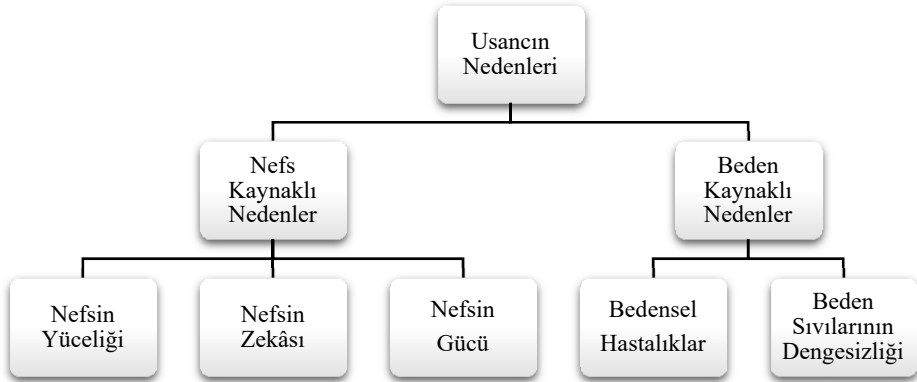 Usancın
Nedenleri
Nefs
Kaynaklı
Nedenler
Beden
Kaynaklı
Nedenler
Nefsin
Yüceliği
Nefsin
Zekâsı
Nefsin
Gücü
Bedensel
Hastalıklar
Beden
Sıvılarının
Dengesizliği